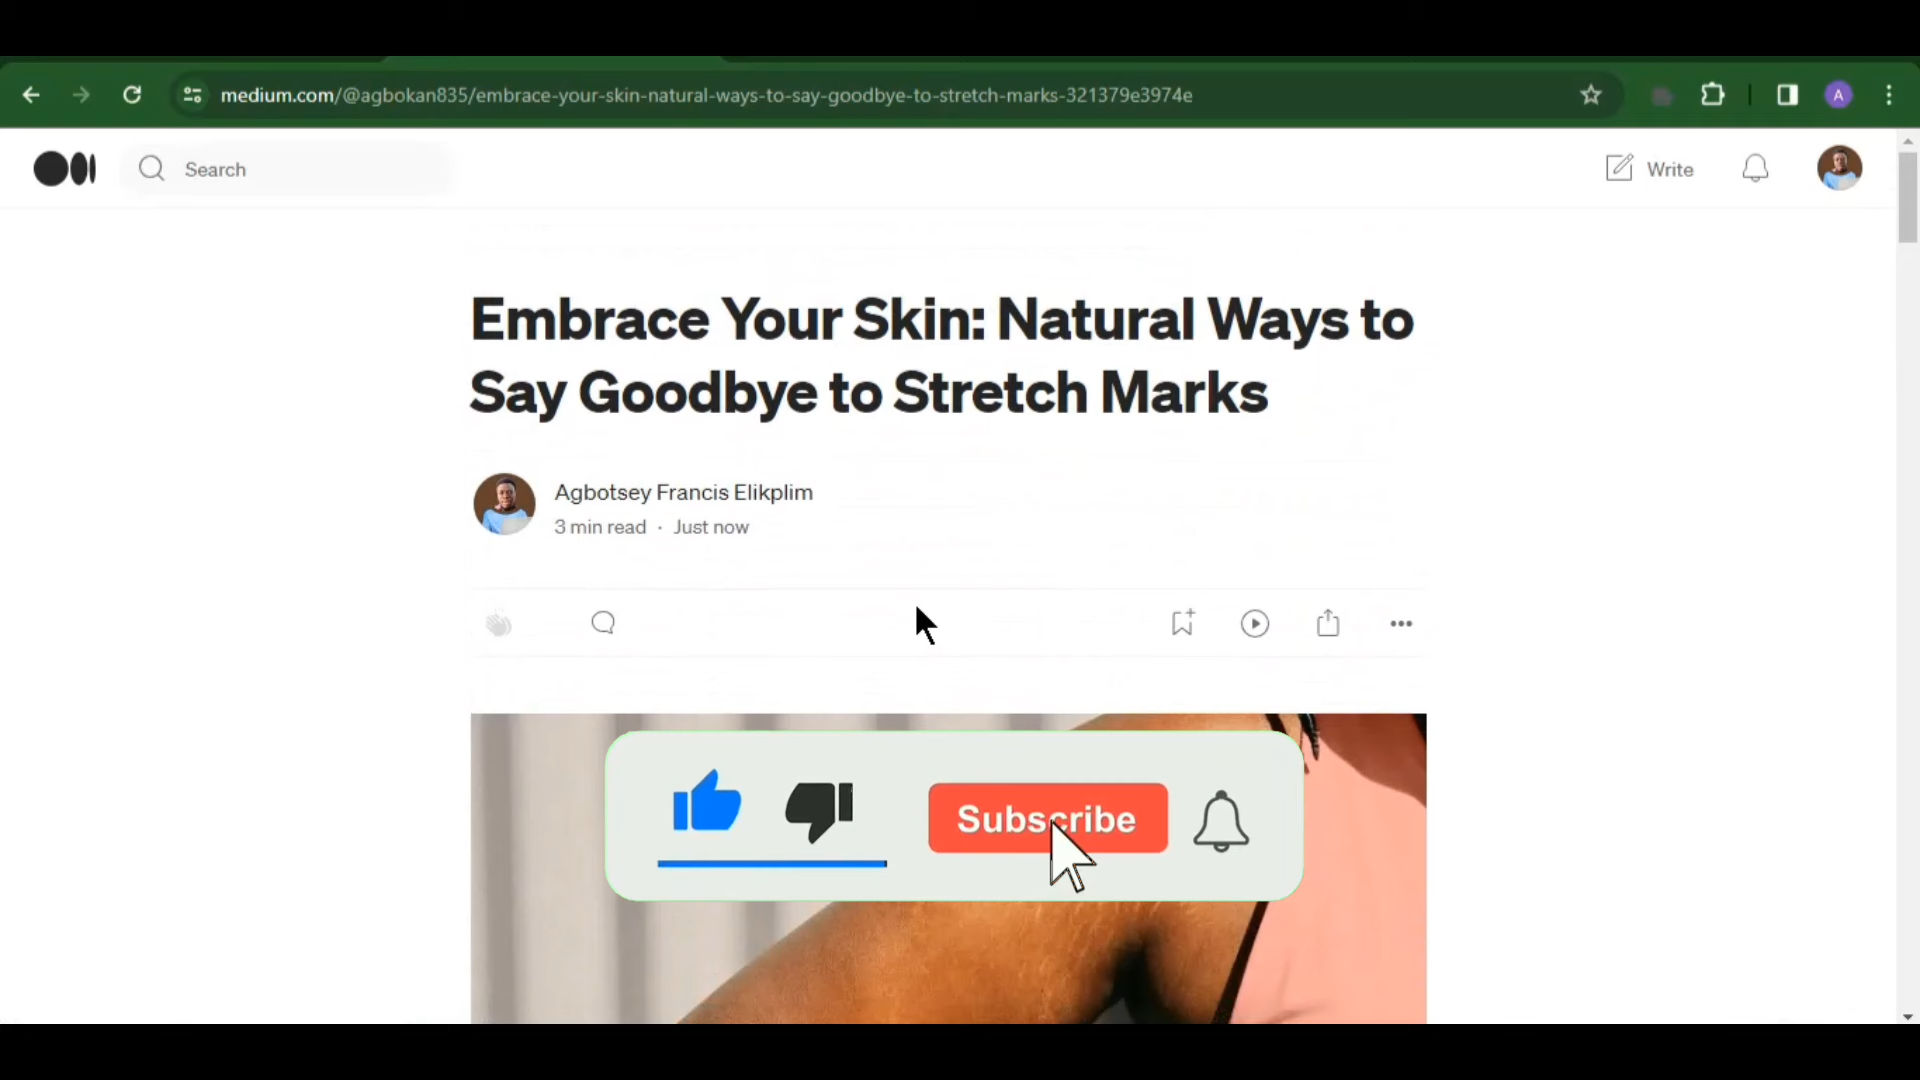 medium.com/@agbokan835/embrace-your-skin-natural-ways-to-say-goodbye-to-stretch-marks-321379e3974e
A
Search
Write
Embrace Your Skin: Natural Ways to
Say Goodbye to Stretch Marks
Agbotsey Francis Elikplim
3 min read · Just now
Subscribe